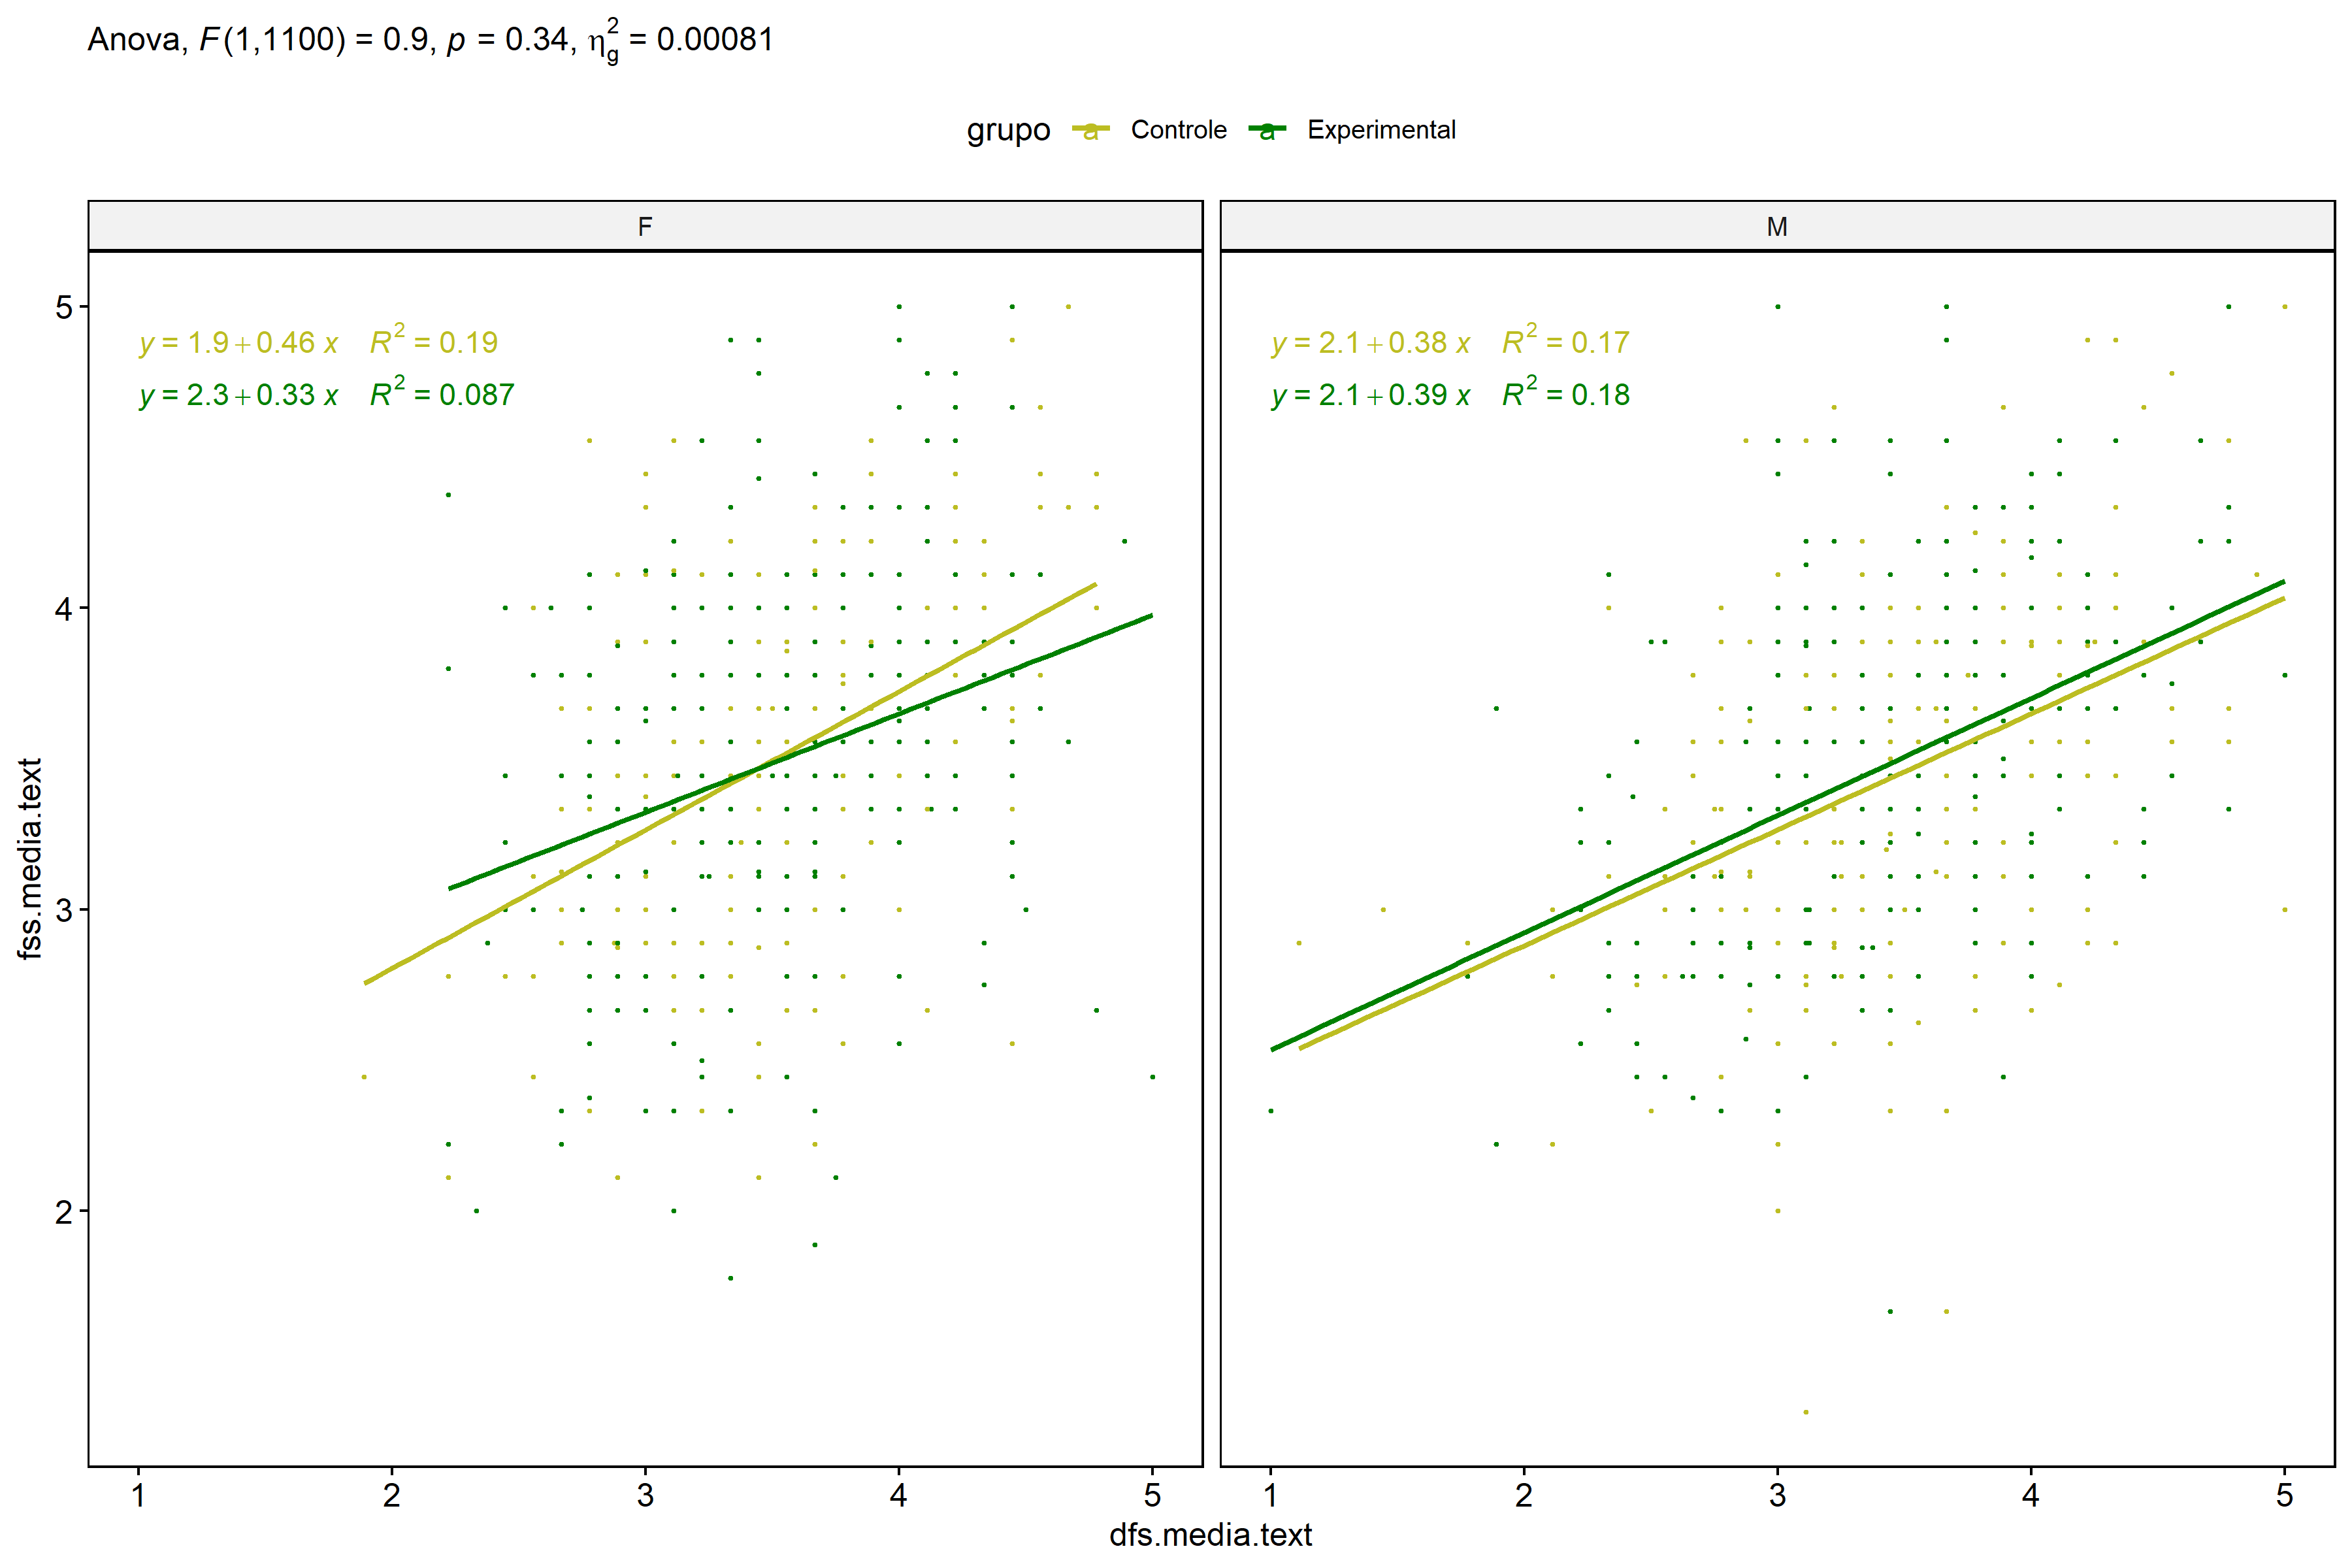 Anova, F(1,1100) = 0.9, p = 0.34, η²g = 0.00081
grupo a Controle a Experimental
F
M
y = 1.9+0.46 x R² = 0.19
y = 2.3+0.33 x R² = 0.087
y = 2.1+0.38 x R² = 0.17
y = 2.1+0.39 x R² = 0.18
5
4
3
2
fss.media.text
1 2 3 4 5
1 2 3 4 5
dfs.media.text